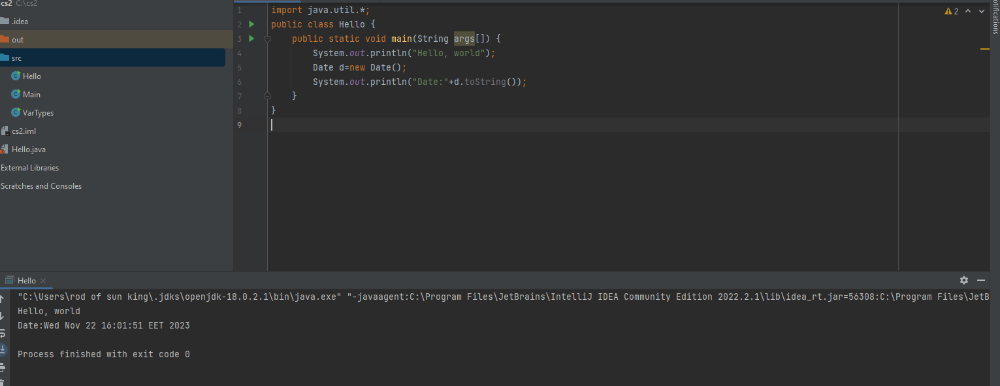 cs2 C:\cs2
.idea
out
src
Hello
Main
VarTypes
cs2.iml
Hello.java
External Libraries
Scratches and Consoles
1 import java.util.*;
2 public class Hello {
3 public static void main(String args[]) {
4 System.out.println("Hello, world");
5 Date d=new Date();
6 System.out.println("Date:"+d.toString());
7 }
8 }
9
2
Hello
"C:\Users\rod of sun king\.jdks\openjdk-18.0.2.1\bin\java.exe" "-javaagent:C:\Program Files\JetBrains\IntelliJ IDEA Community Edition 2022.2.1\lib\idea_rt.jar=56308:C:\Program Files\JetB
Hello, world
Date:Wed Nov 22 16:01:51 EET 2023
Process finished with exit code 0
otifications